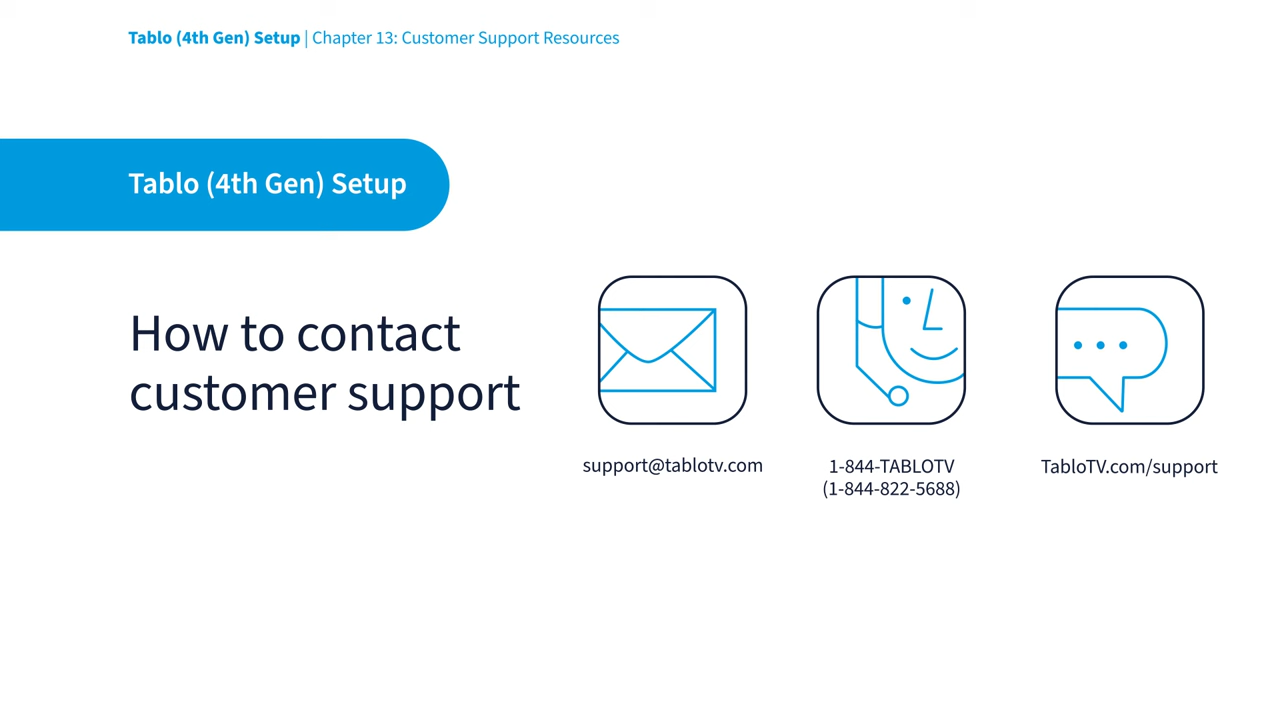 Tablo (4th Gen) Setup | Chapter 13: Customer Support Resources
Tablo (4th Gen) Setup
How to contact
customer support
support@tablotv.com
1-844-TABLOTV
(1-844-822-5688)
TabloTV.com/support